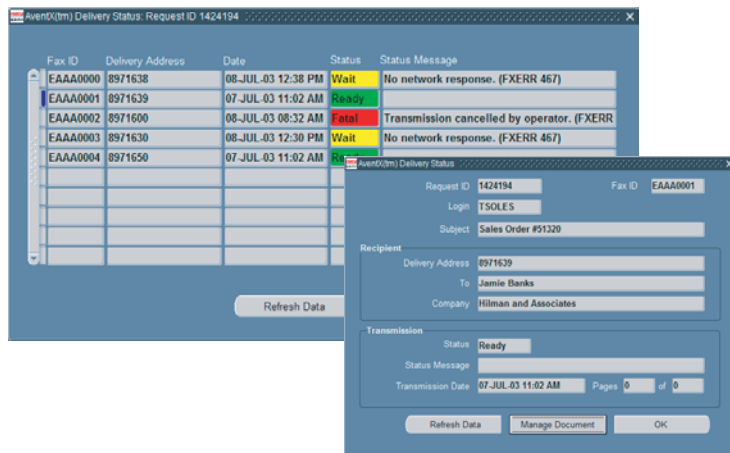 AventX(tm) Delivery Status: Request ID 1424194
Fax ID Delivery Address Date Status Status Message
EAAA0000 8971638 08-JUL-03 12:38 PM Wait No network response. (FXERR 467)
EAAA0001 8971639 07-JUL-03 11:02 AM Ready
EAAA0002 8971600 08-JUL-03 08:32 AM Fatal Transmission cancelled by operator. (FXERR
EAAA0003 8971630 08-JUL-03 12:30 PM Wait No network response. (FXERR 467)
EAAA0004 8971650 07-JUL-03 11:02 AM
Refresh Data
AventX(tm) Delivery Status
Request ID 1424194 Fax ID EAAA0001
Login TSOLES
Subject Sales Order #51320
Recipient
Delivery Address 8971639
To Jamie Banks
Company Hilman and Associates
Transmission
Status Ready
Status Message
Transmission Date 07-JUL-03 11:02 AM Pages 0 of 0
Refresh Data Manage Document OK